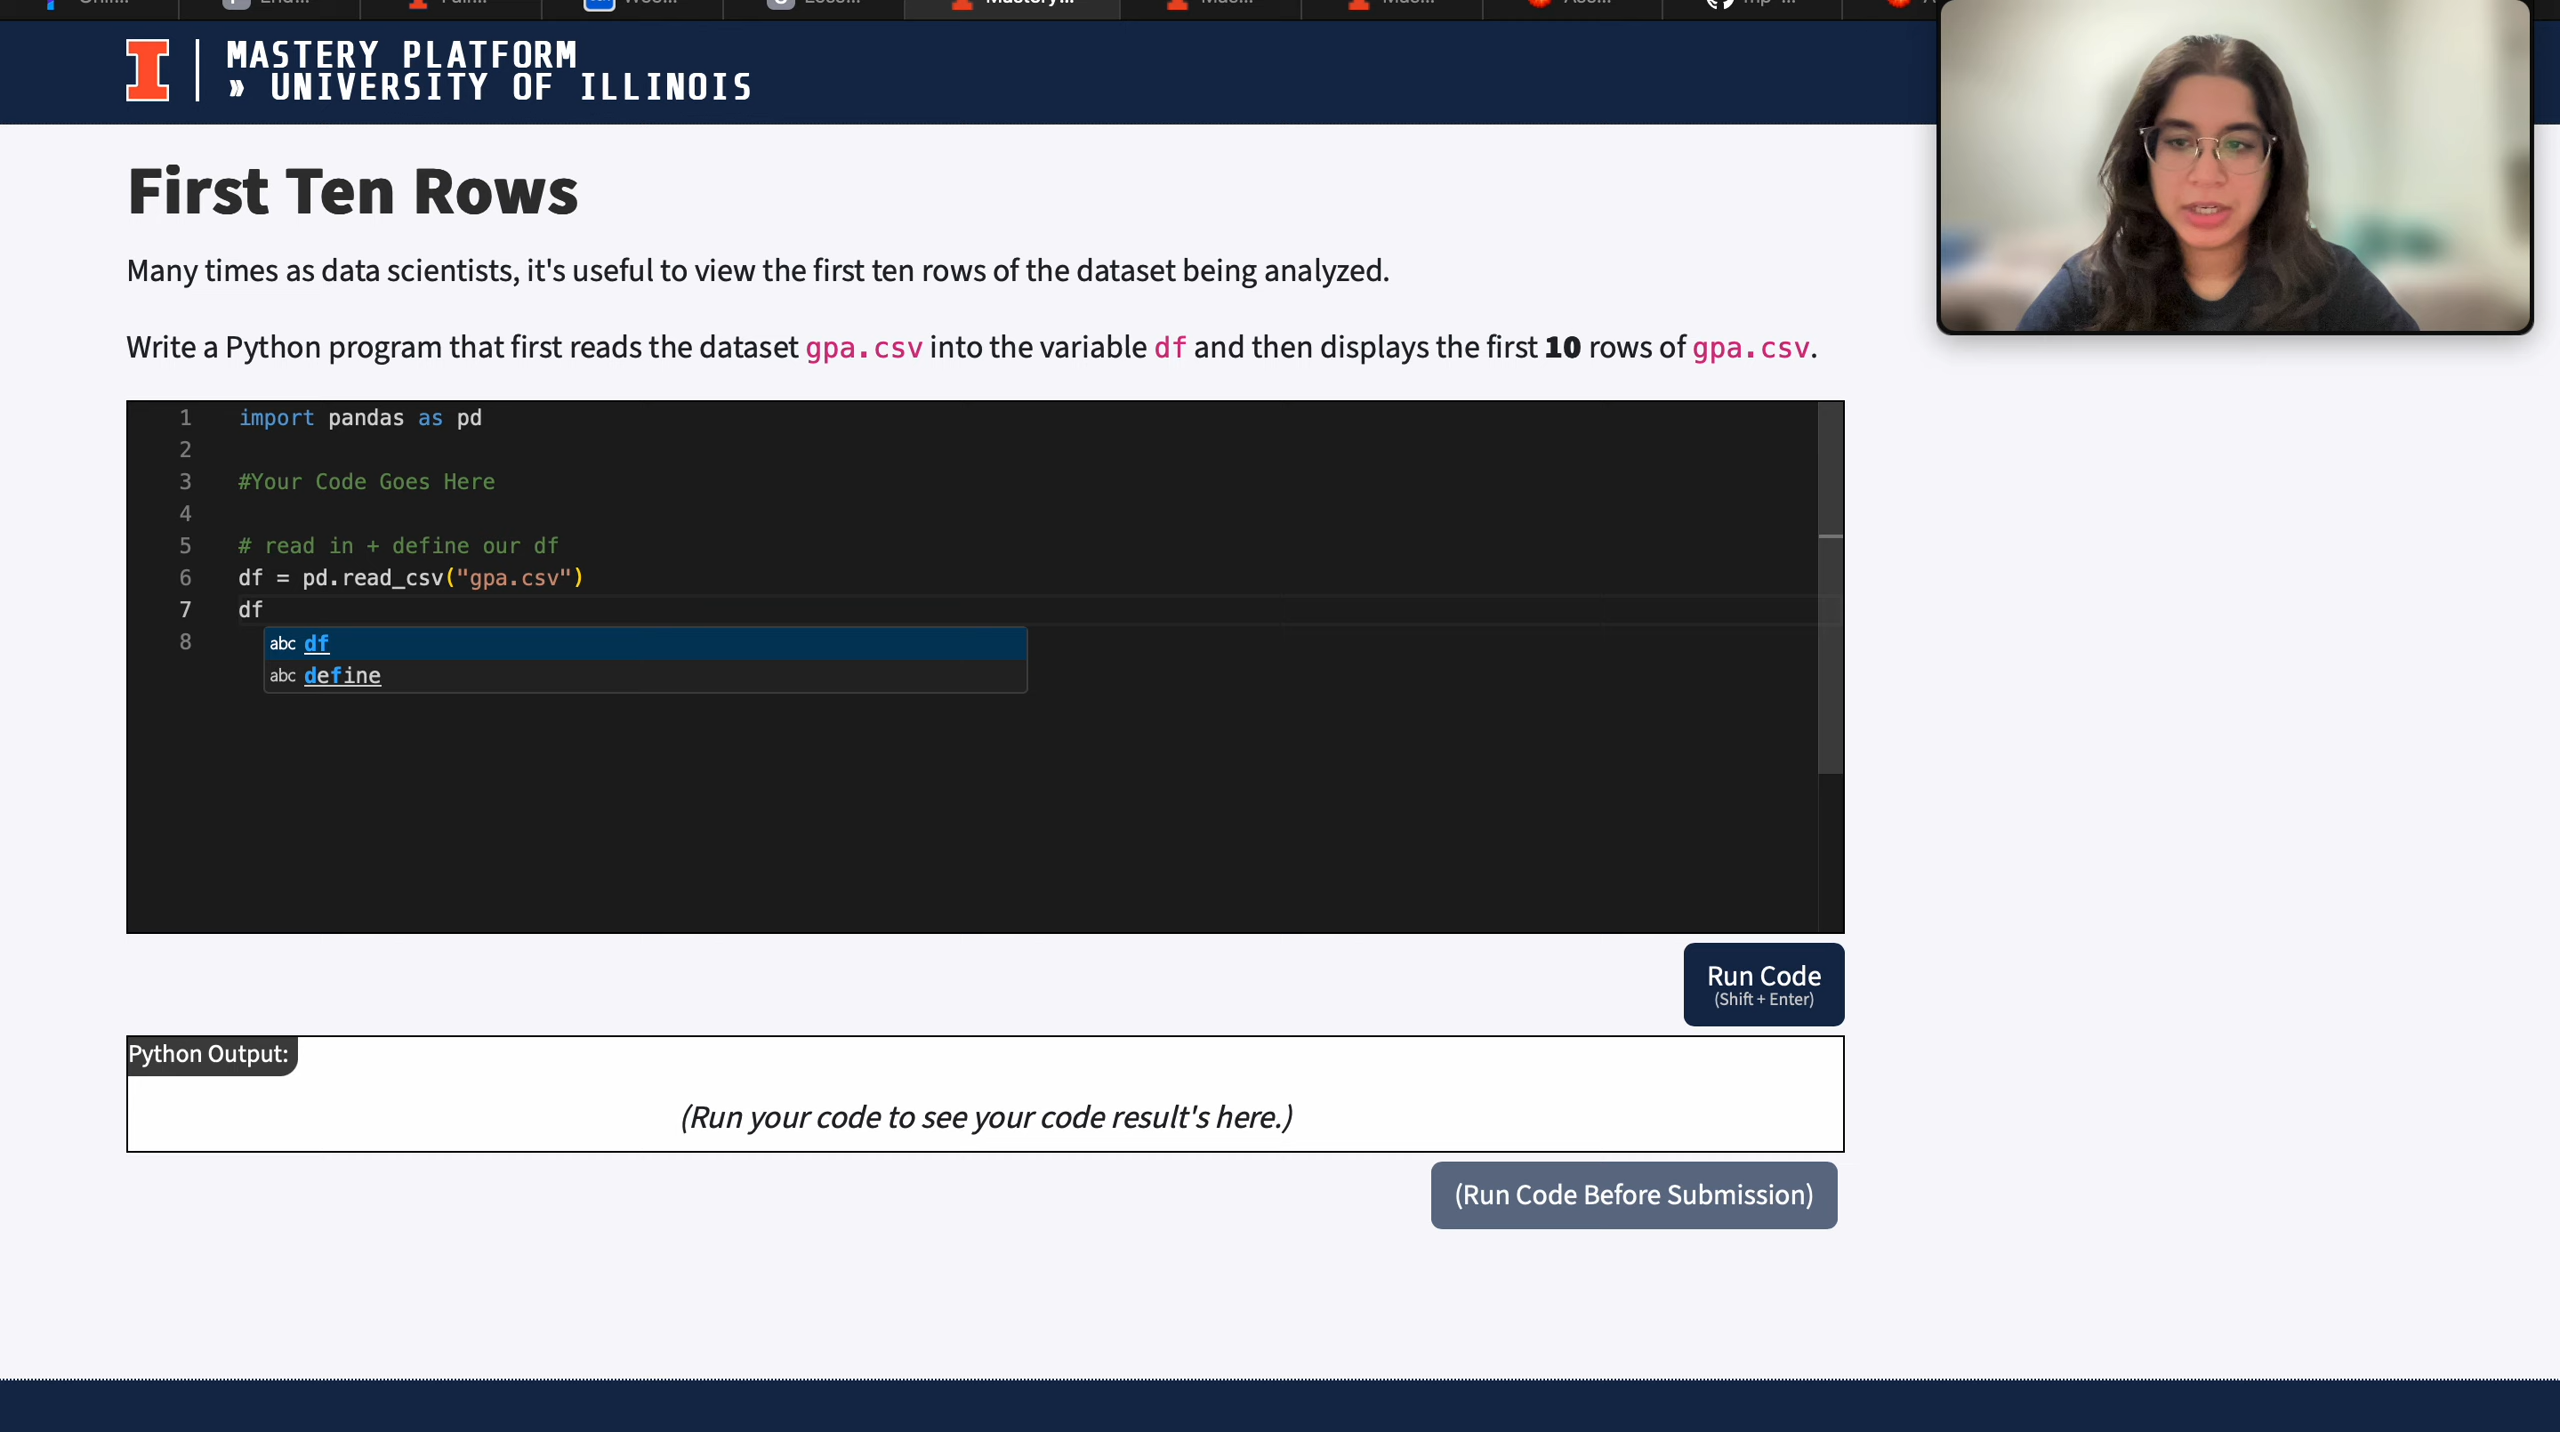 Mastery...
MASTERY PLATFORM
» UNIVERSITY OF ILLINOIS
First Ten Rows
Many times as data scientists, it's useful to view the first ten rows of the dataset being analyzed.
Write a Python program that first reads the dataset gpa.csv into the variable df and then displays the first 10 rows of gpa.csv.
1 import pandas as pd
2
3 #Your Code Goes Here
4
5 # read in + define our df
6 df = pd.read_csv("gpa.csv")
7 df
8
abc df
abc define
Run Code
(Shift + Enter)
Python Output:
(Run your code to see your code result's here.)
(Run Code Before Submission)